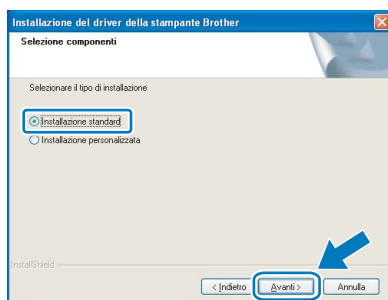 Installazione del driver della stampante Brother
Selezione componenti
Selezionare il tipo di installazione
Installazione standard
Installazione personalizzata
InstallShield
< Indietro Avanti > Annulla